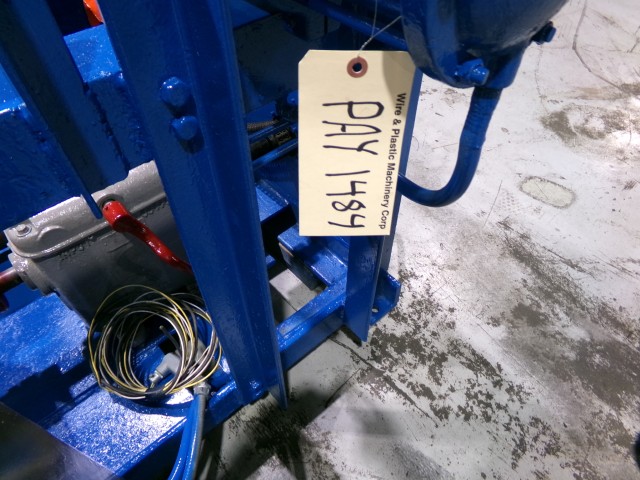 Wire & Plastic Machinery Corp
PAY 1484